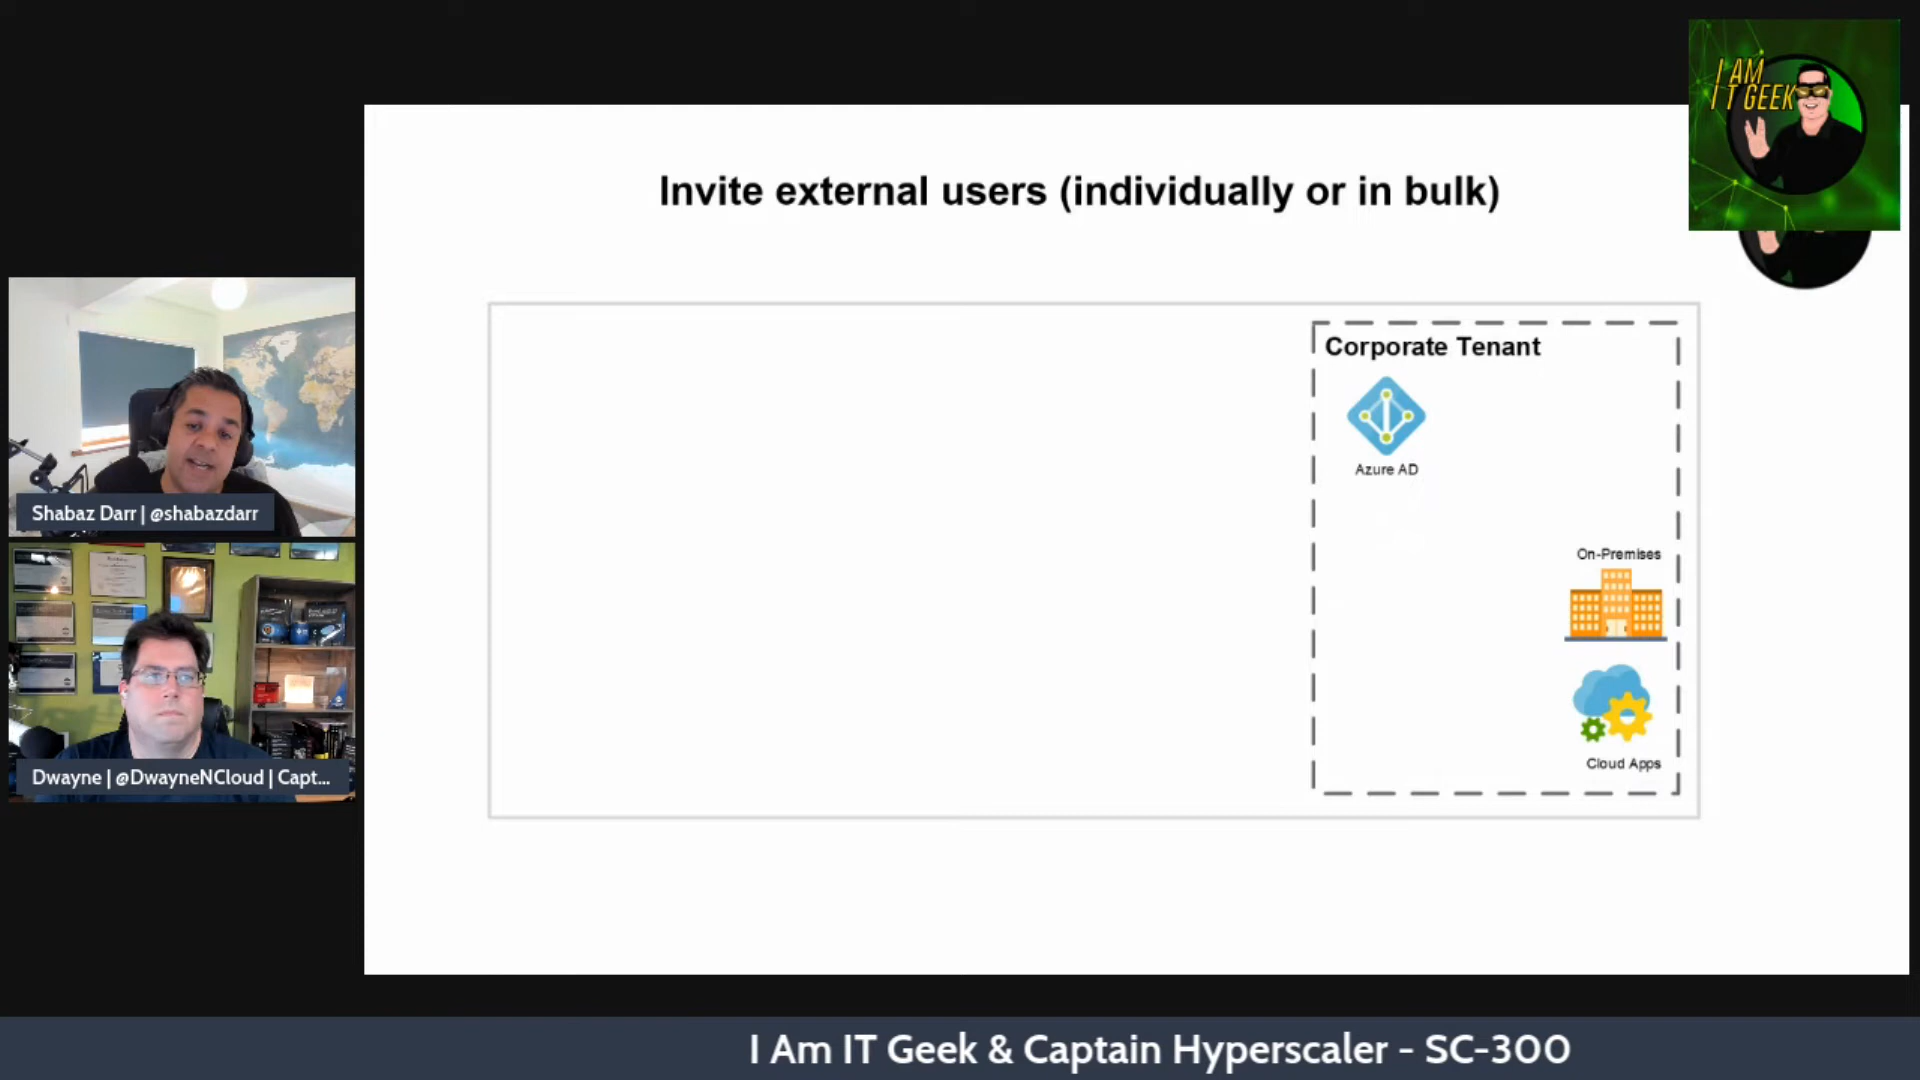 I AM
IT GEEK
Invite external users (individually or in bulk)
Corporate Tenant
Azure AD
On-Premises
Cloud Apps
Shabaz Darr | @shabazdarr
Dwayne | @DwayneNCloud | Capt...
I Am IT Geek & Captain Hyperscaler - SC-300